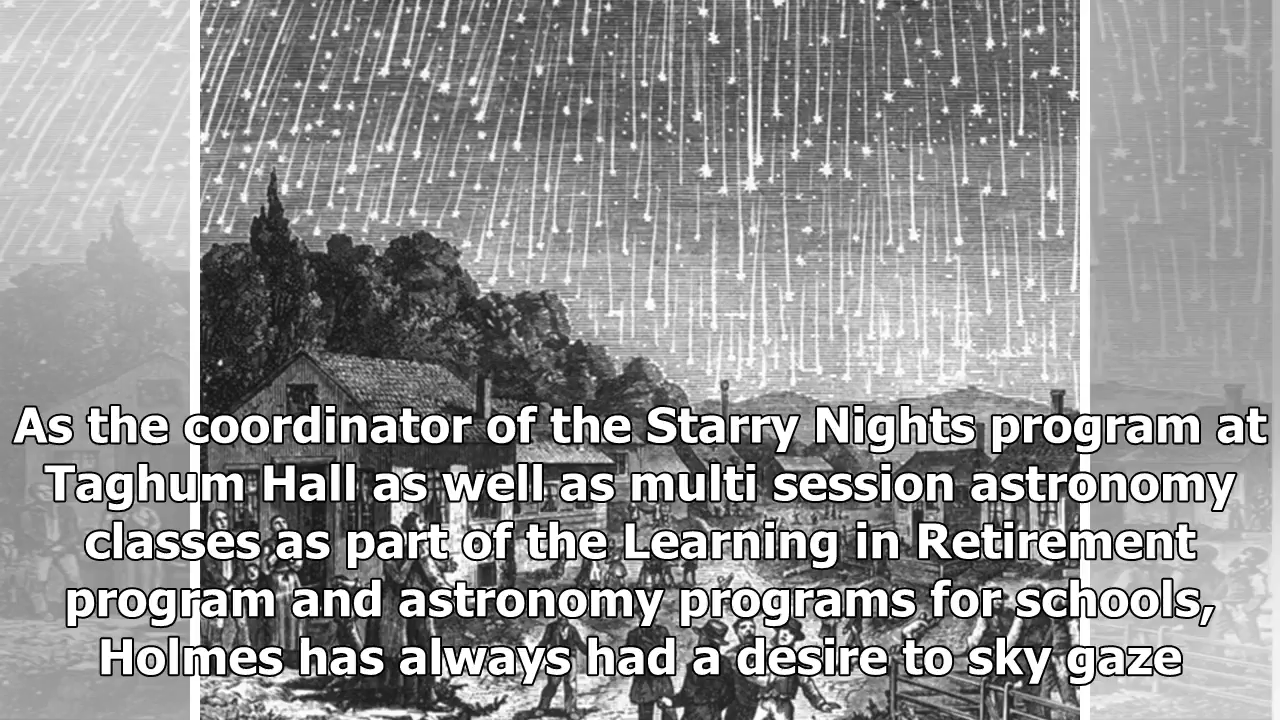 As the coordinator of the Starry Nights program at
Taghum Hall as well as multi session astronomy
classes as part of the Learning in Retirement
program and astronomy programs for schools,
Holmes has always had a desire to sky gaze